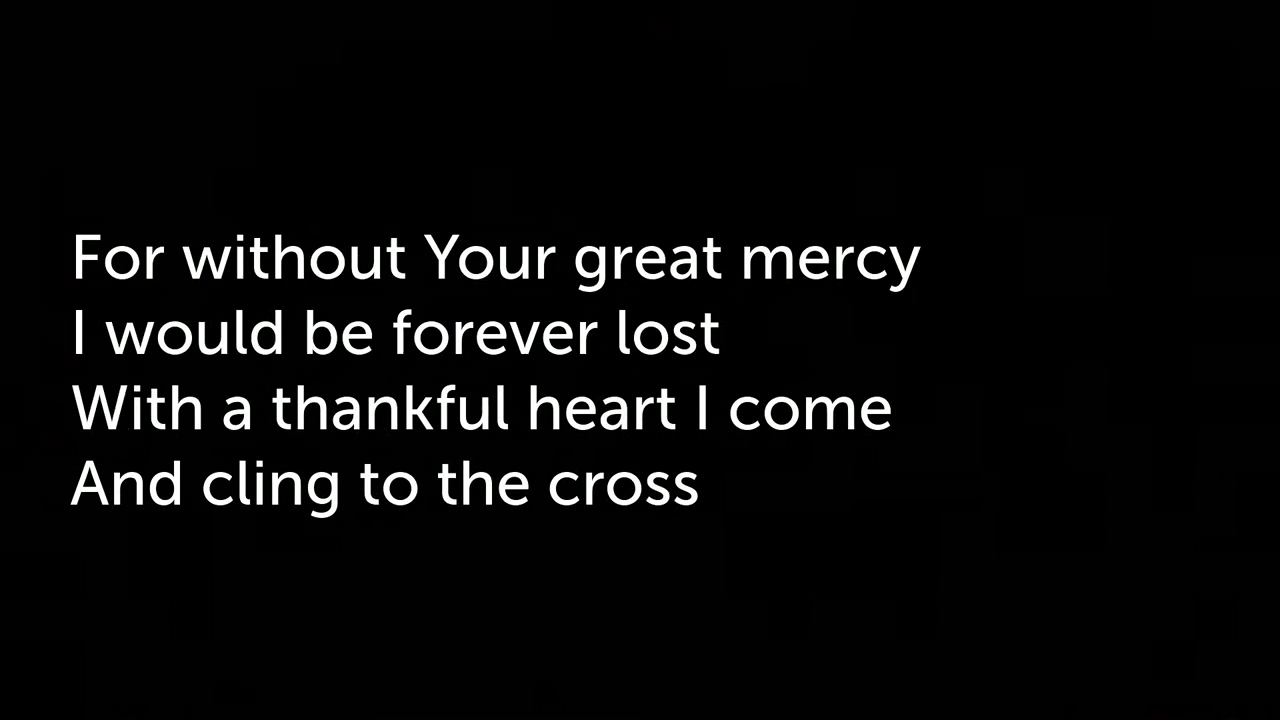 For without Your great mercy
I would be forever lost
With a thankful heart I come
And cling to the cross